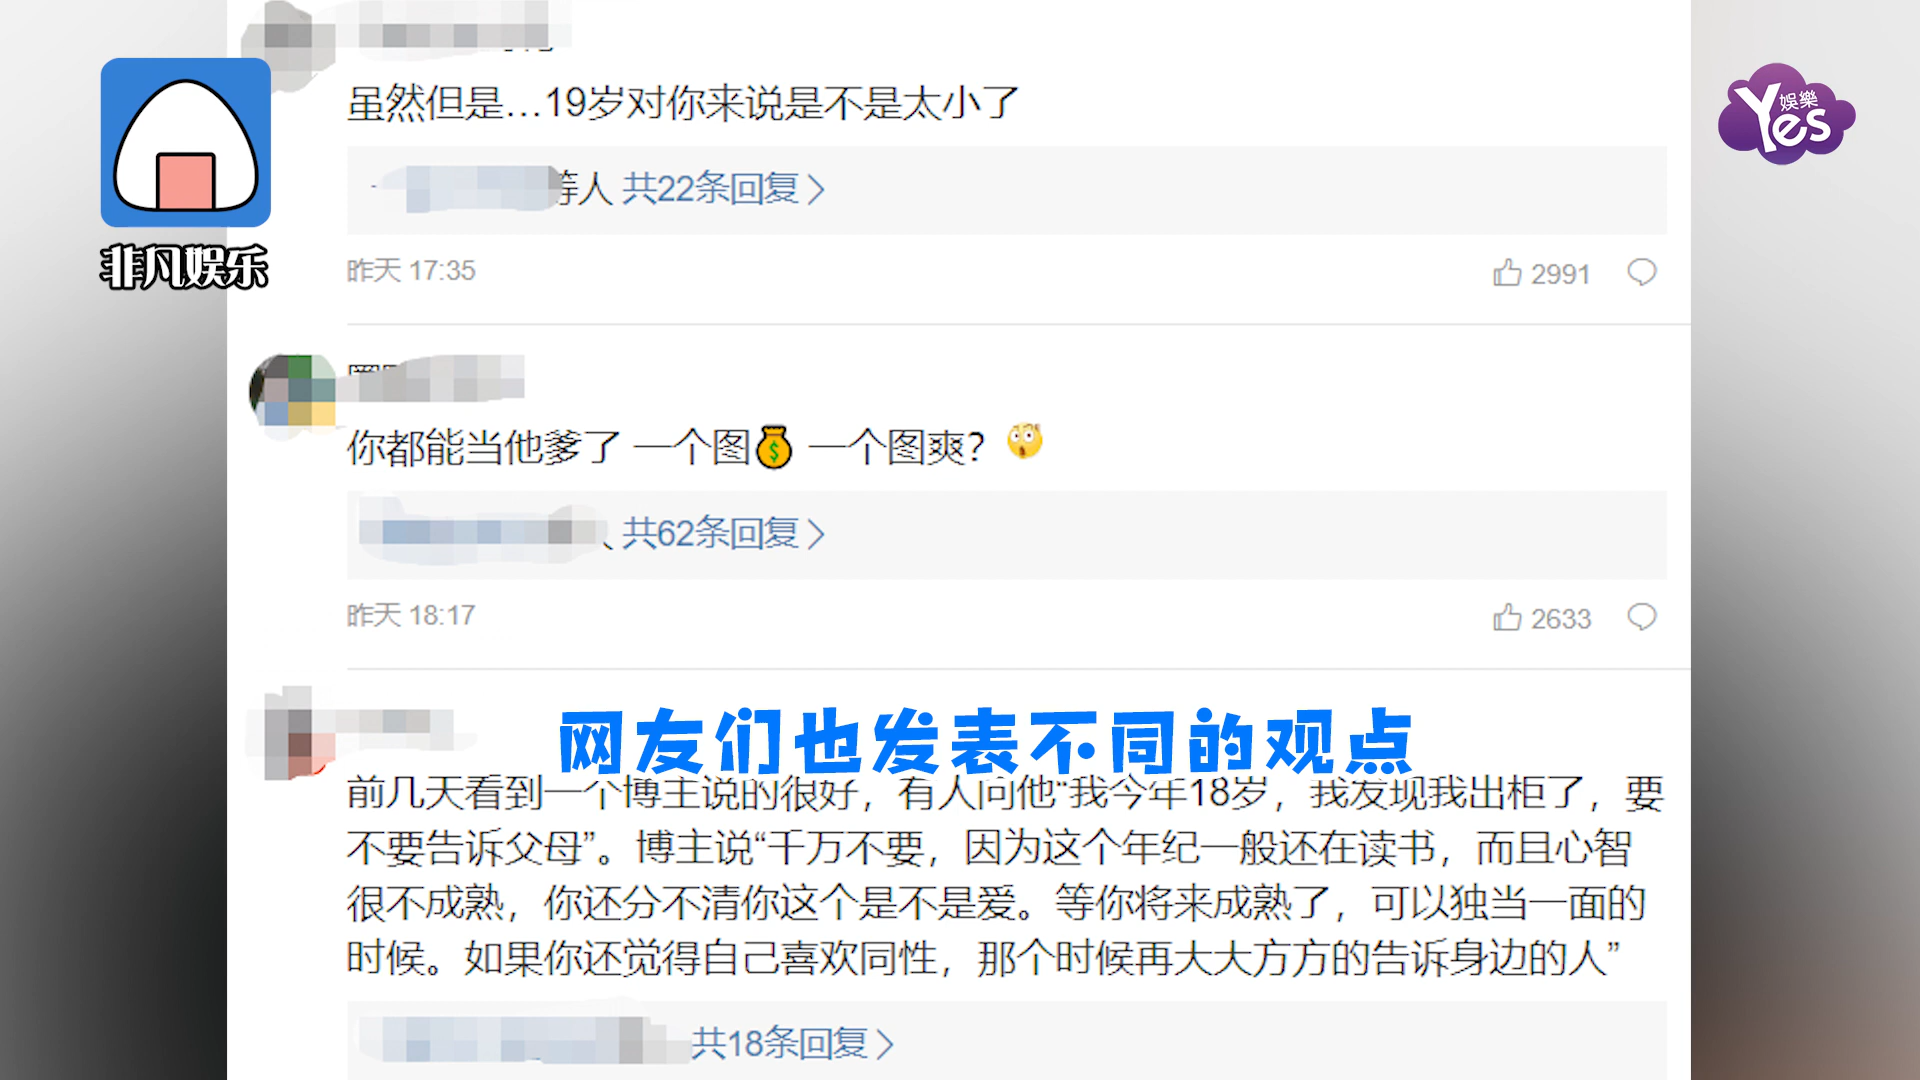 虽然但是...19岁对你来说是不是太小了
等人 共22条回复
昨天 17:35
2991
非凡娱乐
Yes 娱樂
你都能当他爹了 一个图💰 一个图爽？😲
共62条回复
昨天 18:17
2633
网友们也发表不同的观点
前几天看到一个博主说的很好，有人问他“我今年18岁，我发现我出柜了，要
不要告诉父母”。博主说“千万不要，因为这个年纪一般还在读书，而且心智
很不成熟，你还分不清你这个是不是爱。等你将来成熟了，可以独当一面的
时候。如果你还觉得自己喜欢同性，那个时候再大大方方的告诉身边的人”
共18条回复